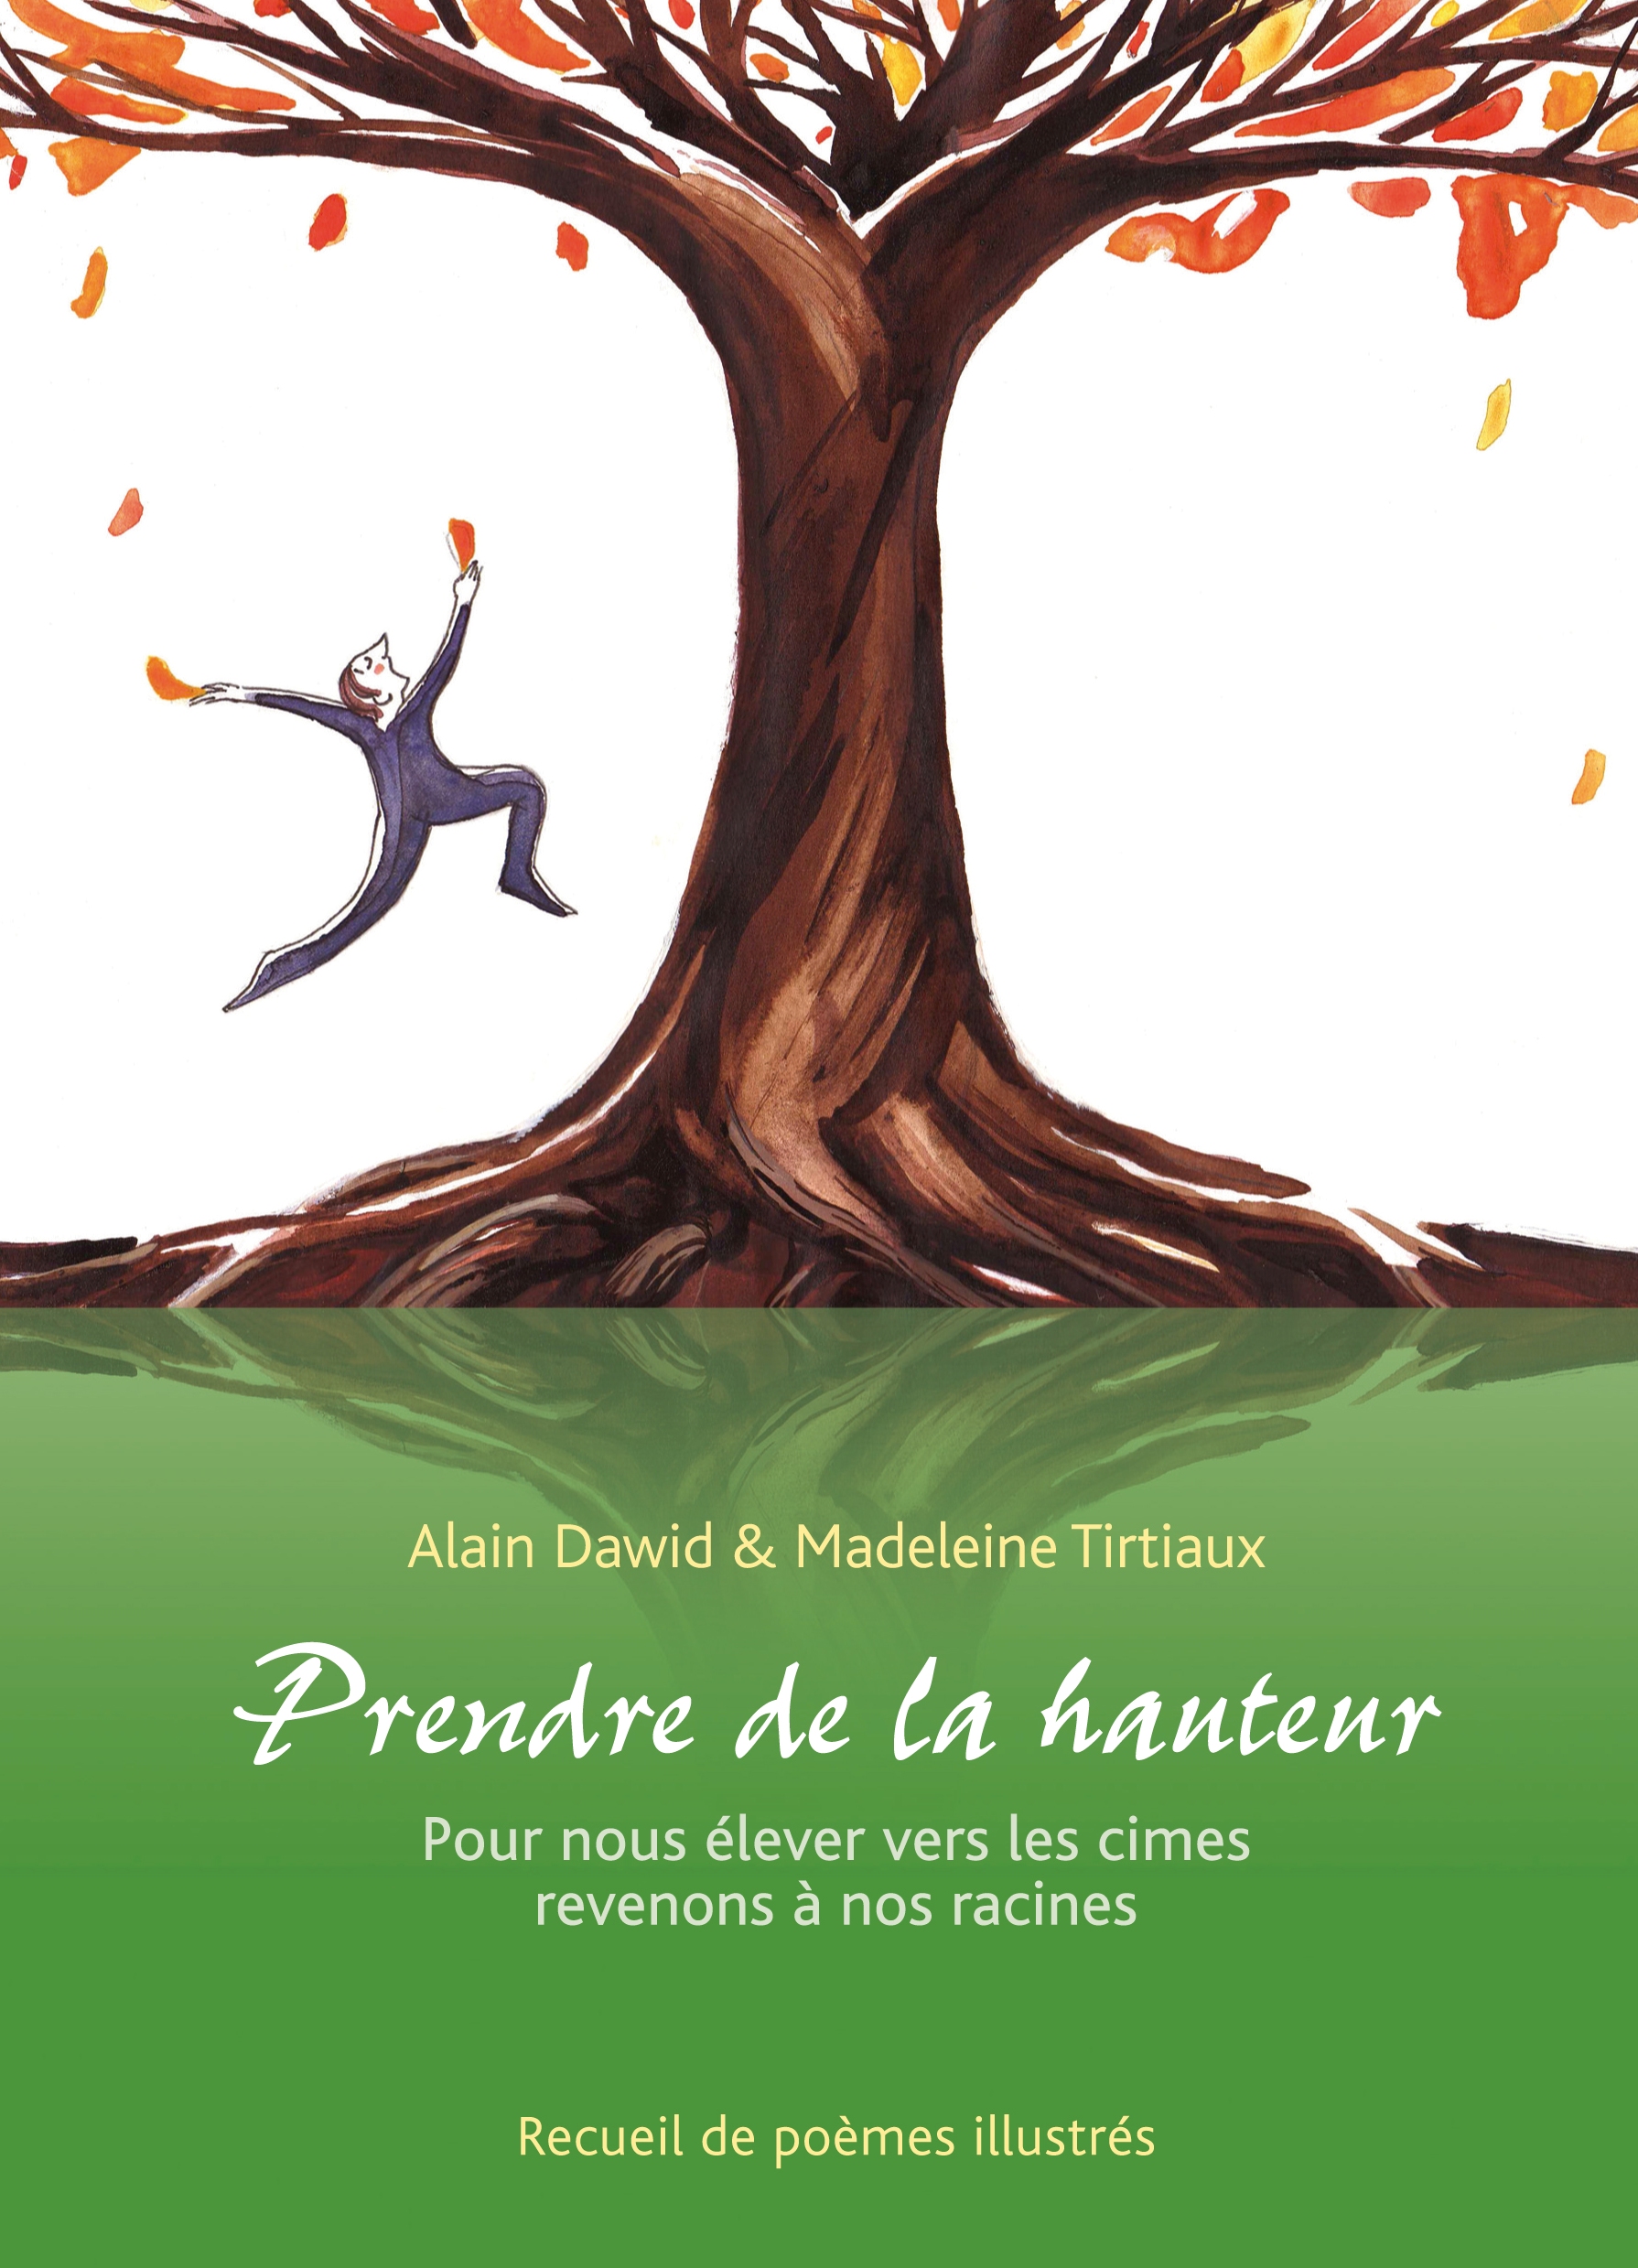 Alain Dawid & Madeleine Tirtiaux
Prendre de la hauteur
Pour nous élever vers les cimes
revenons à nos racines
Recueil de poèmes illustrés